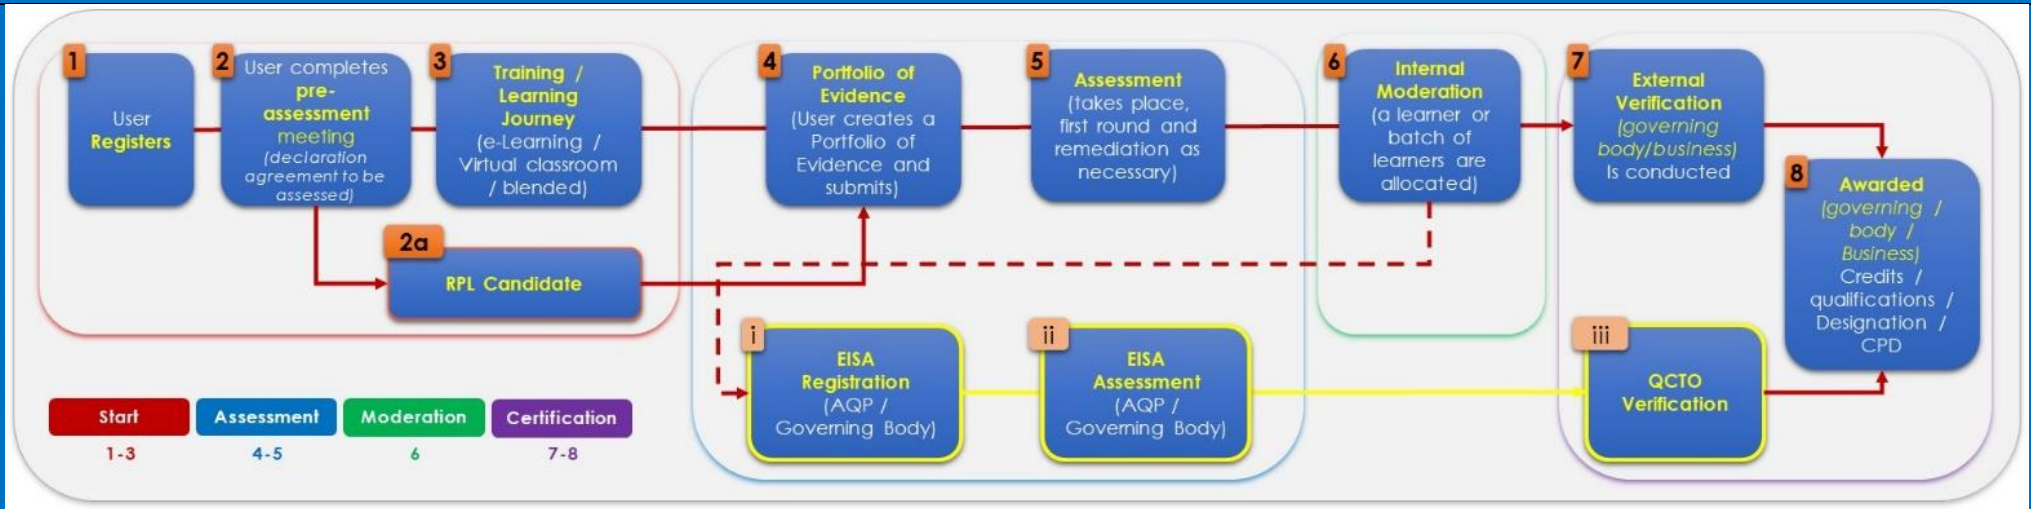 1
User
Registers
2
User completes
pre-
assessment
meeting
(declaration
agreement to be
assessed)
3
Training /
Learning
Journey
(e-Learning /
Virtual classroom
/ blended)
2a
RPL Candidate
4
Portfolio of
Evidence
(User creates a
Portfolio of
Evidence and
submits)
5
Assessment
(takes place,
first round and
remediation as
necessary)
6
Internal
Moderation
(a learner or
batch of
learners are
allocated)
7
External
Verification
(governing
body/business)
Is conducted
8
Awarded
(governing /
body /
Business)
Credits /
qualifications /
Designation /
CPD
i
EISA
Registration
(AQP /
Governing Body)
ii
EISA
Assessment
(AQP /
Governing Body)
iii
QCTO
Verification
Start
1-3
Assessment
4-5
Moderation
6
Certification
7-8